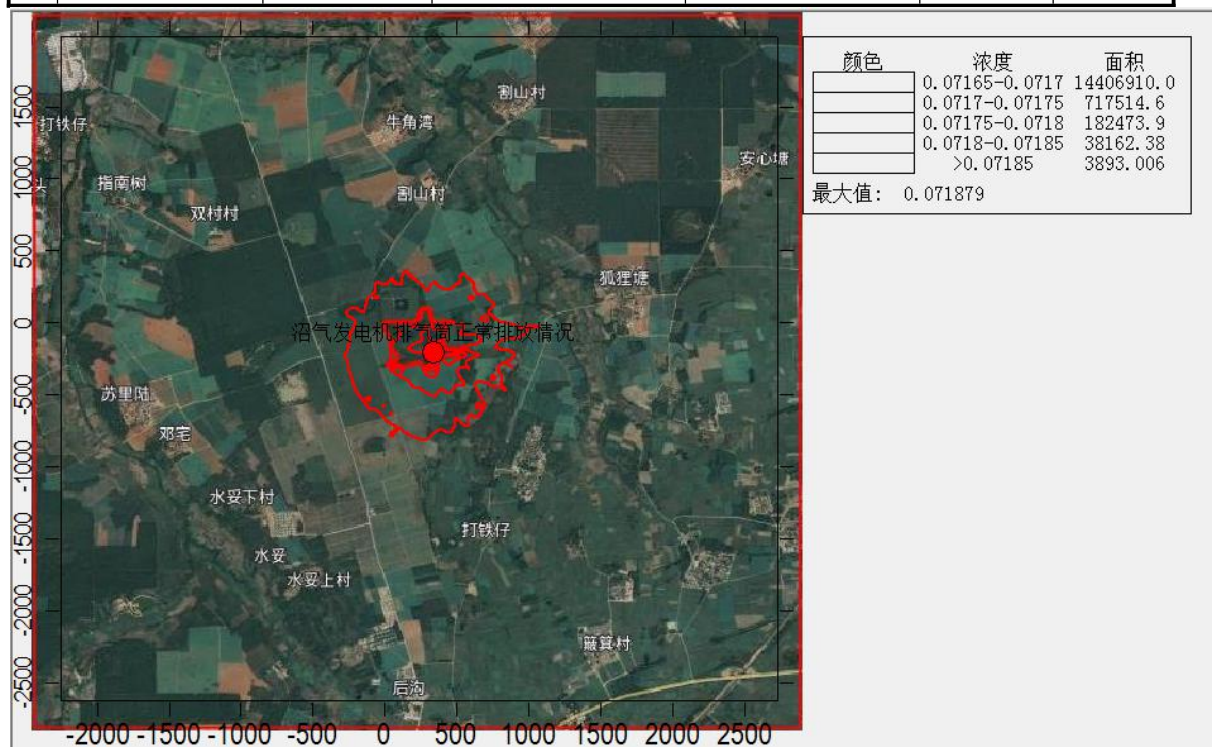 颜色 浓度 面积
0.07165-0.0717 14406910.0
0.0717-0.07175 717514.6
0.07175-0.0718 182473.9
0.0718-0.07185 38162.38
>0.07185 3893.006
最大值: 0.071879
割山村
牛角湾
打铁仔
安心塘
头
指南树
割山村
双村村
狐狸塘
沼气发电机排气筒正常排放情况
苏里陆
邓宅
水妥下村
打铁仔
水妥
水妥上村
簸箕村
后沟
1500
1000
500
0
-500
-1000
-1500
-2000
-2500
-2000 -1500 -1000 -500 0 500 1000 1500 2000 2500